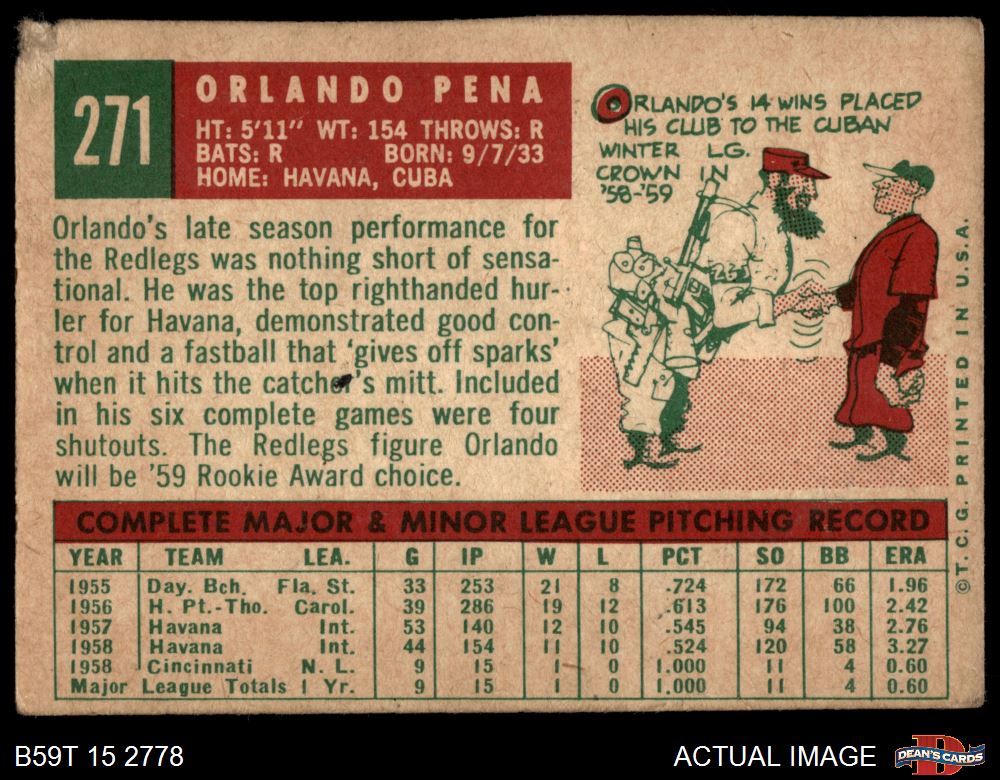 271
ORLANDO PENA
HT: 5'11" WT: 154 THROWS: R
BATS: R BORN: 9/7/33
HOME: HAVANA, CUBA
ORLANDO'S 14 WINS PLACED
HIS CLUB TO THE CUBAN
WINTER LG.
CROWN IN
'58-'59
Orlando's late season performance for
the Redlegs was nothing short of sensa-
tional. He was the top righthanded hur-
ler for Havana, demonstrated good con-
trol and a fastball that 'gives off sparks'
when it hits the catcher's mitt. Included
in his six complete games were four
shutouts. The Redlegs figure Orlando
will be '59 Rookie Award choice.
COMPLETE MAJOR & MINOR LEAGUE PITCHING RECORD
YEAR TEAM LEA. G IP W L PCT SO BB ERA
1955 Day. Bch. Fla. St. 33 253 21 8 .724 172 66 1.96
1956 H. Pt.-Tho. Carol. 39 286 19 12 .613 176 100 2.42
1957 Havana Int. 53 140 12 10 .545 94 38 2.76
1958 Havana Int. 44 154 11 10 .524 120 58 3.27
1958 Cincinnati N. L. 9 15 1 0 1.000 11 4 0.60
Major League Totals 1 Yr. 9 15 1 0 1.000 11 4 0.60
© T. C. G. PRINTED IN U.S.A.
B59T 15 2778
ACTUAL IMAGE
DEAN'S CARDS